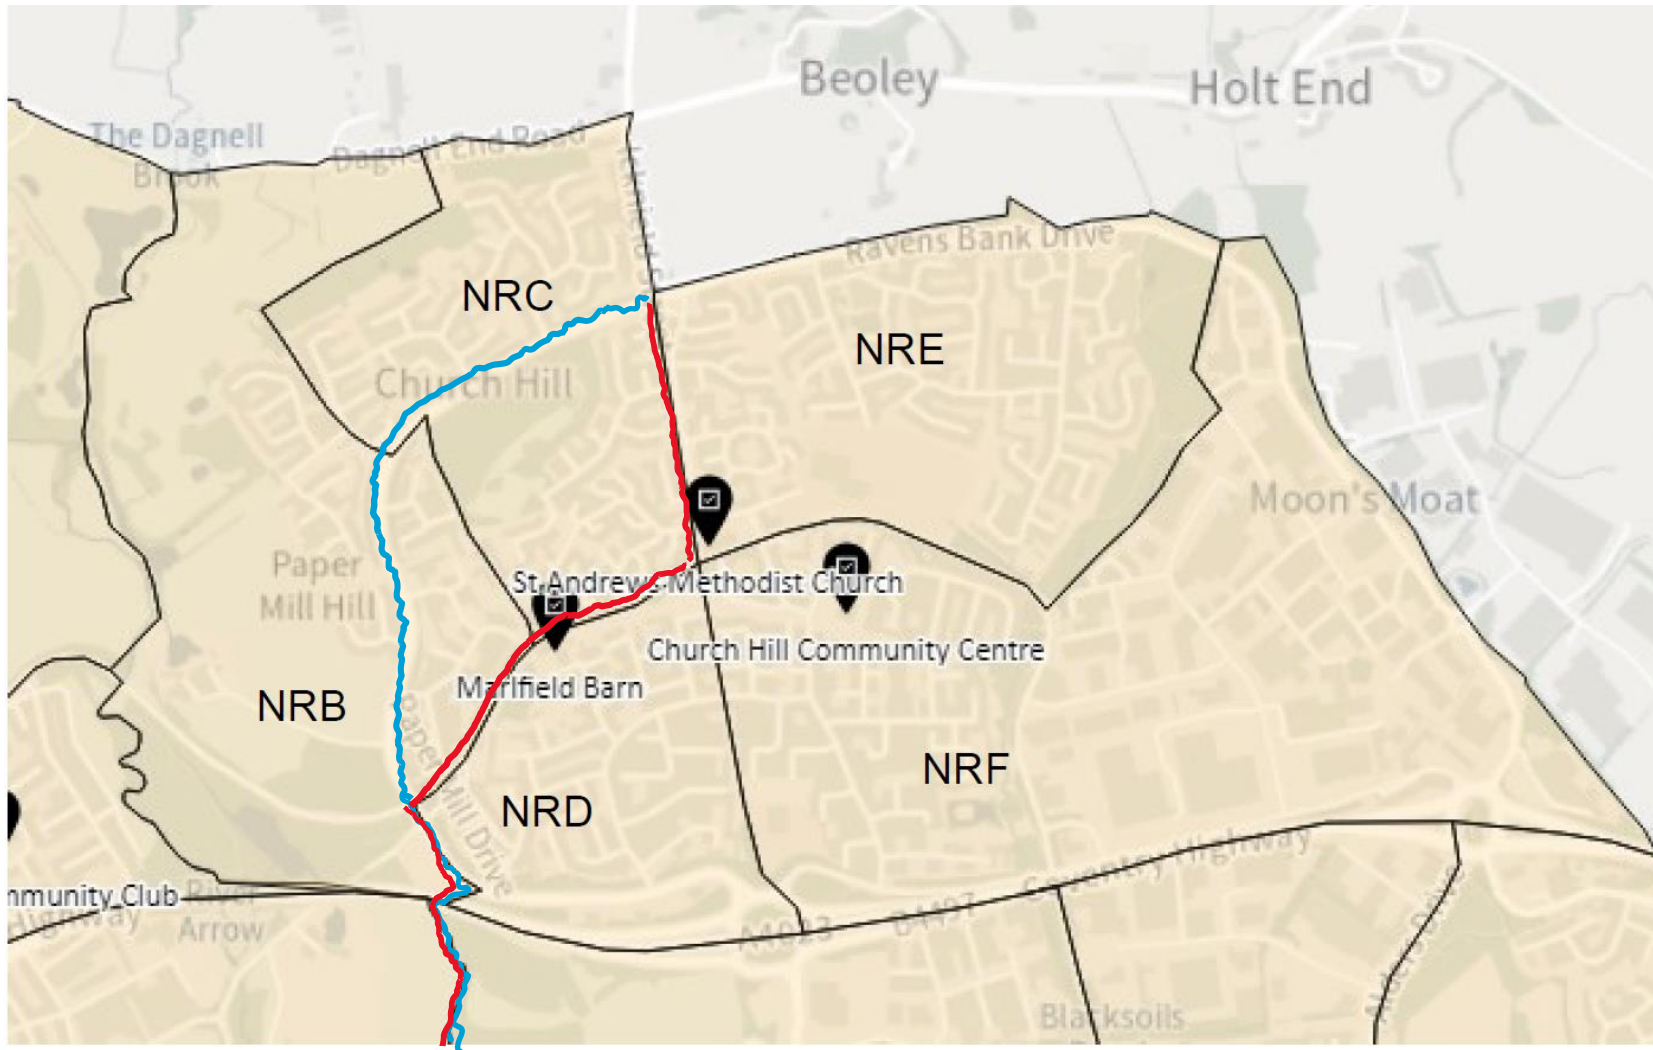 Beoley
Holt End
The Dagnell
Brook
Dagnell End Road
Ravens Bank Drive
NRC
NRE
Church Hill
Moon's Moat
Paper
Mill Hill
St Andrews Methodist Church
Church Hill Community Centre
Marlfield Barn
NRB
Paper Mill Drive
NRF
NRD
Coventry Highway
mmunity Club
River
Arrow
Highway
A4023
B4497
Blacksoils